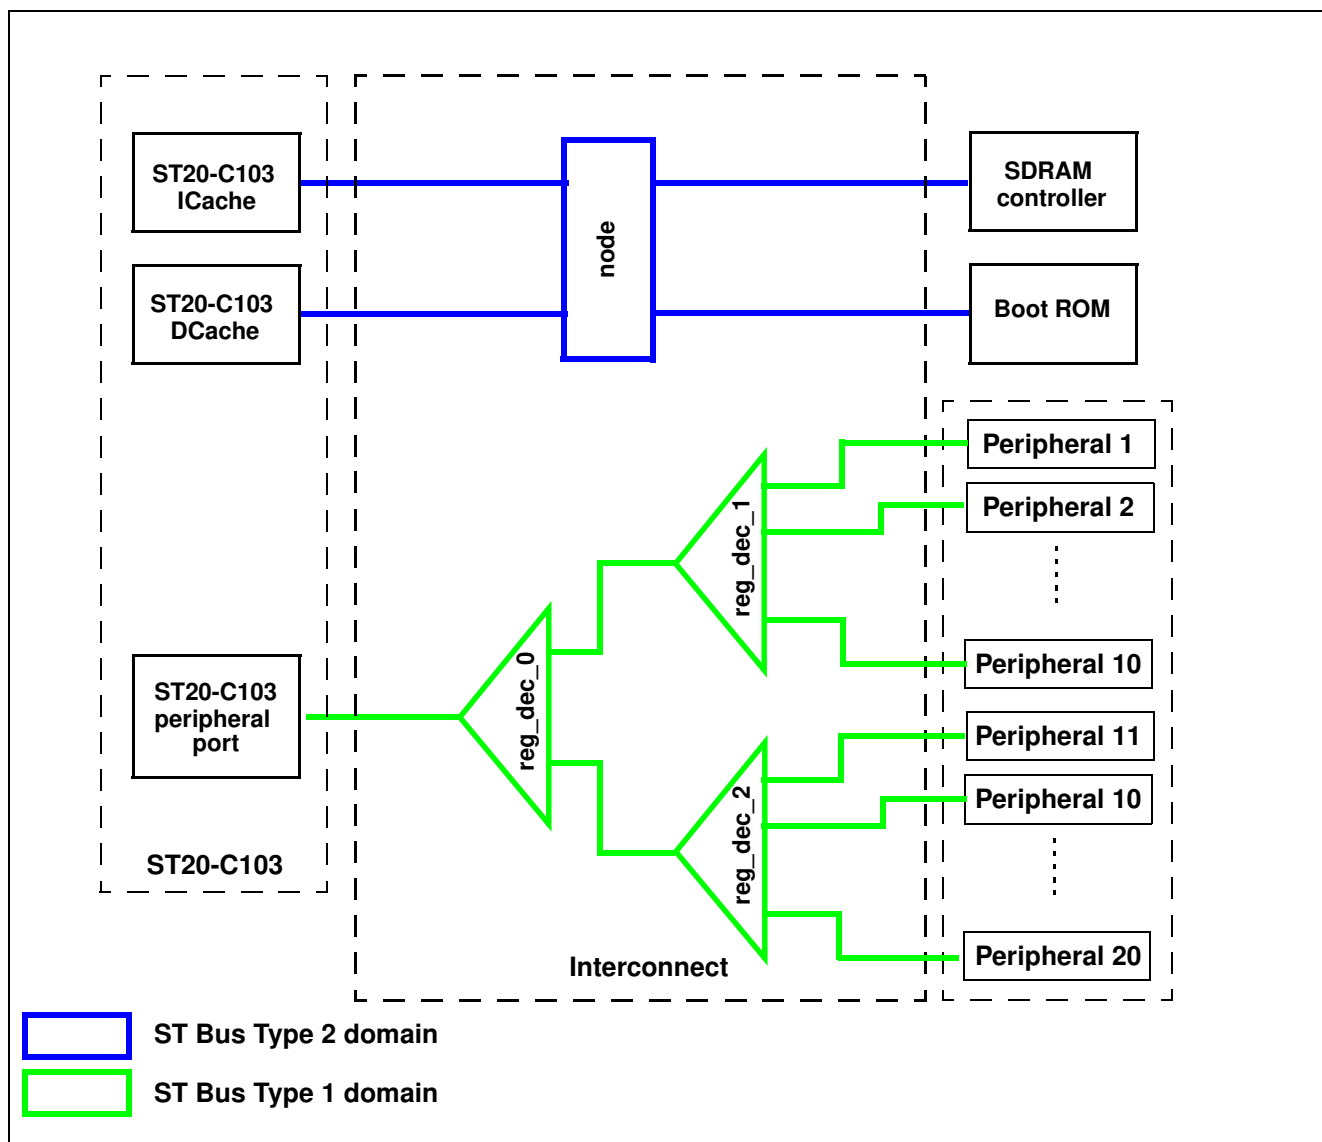 ST20-C103
ICache
ST20-C103
DCache
node
SDRAM
controller
Boot ROM
Peripheral 1
Peripheral 2
Peripheral 10
Peripheral 11
Peripheral 10
Peripheral 20
reg_dec_1
reg_dec_0
reg_dec_2
ST20-C103
peripheral
port
ST20-C103
Interconnect
ST Bus Type 2 domain
ST Bus Type 1 domain